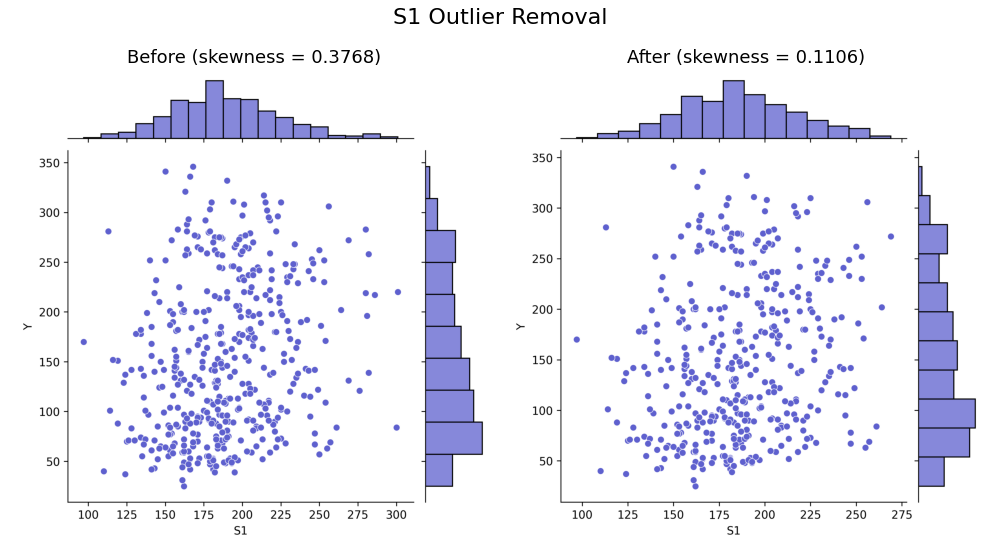 S1 Outlier Removal
Before (skewness = 0.3768)
After (skewness = 0.1106)
350
300
250
200
150
100
50
Y
100 125 150 175 200 225 250 275 300
S1
350
300
250
200
150
100
50
Y
100 125 150 175 200 225 250 275
S1